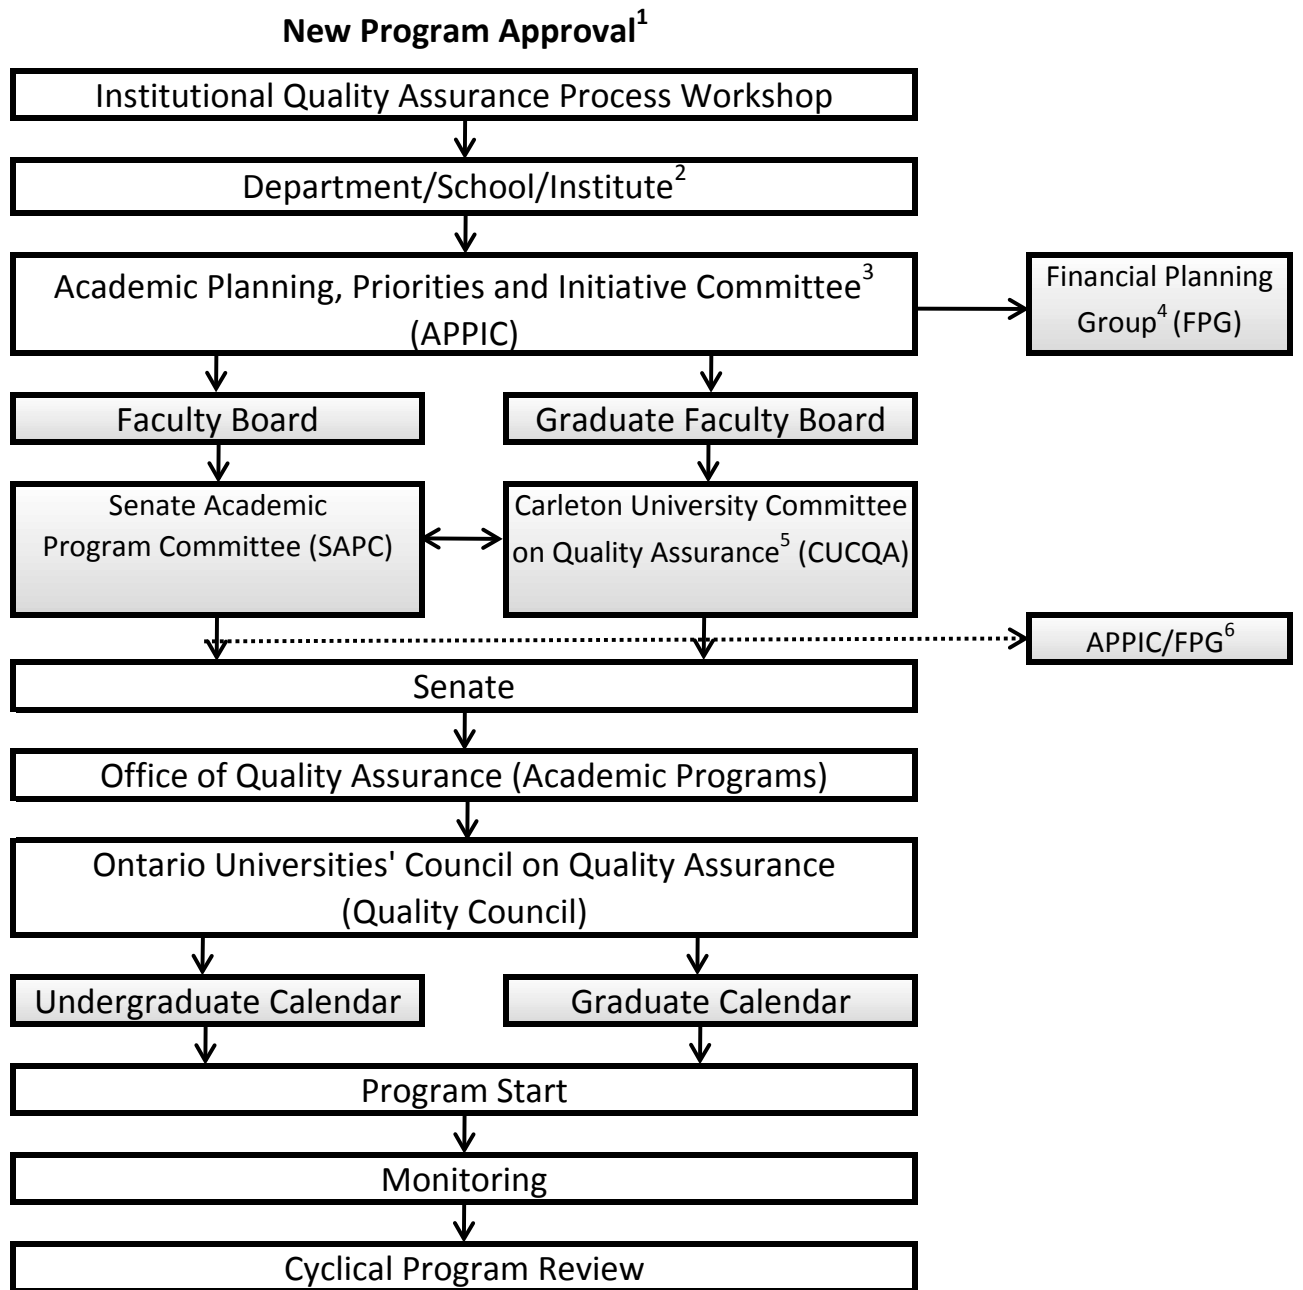 New Program Approval1
Institutional Quality Assurance Process Workshop
Department/School/Institute2
Academic Planning, Priorities and Initiative Committee3
(APPIC)
Financial Planning
Group4 (FPG)
Faculty Board
Graduate Faculty Board
Senate Academic
Program Committee (SAPC)
Carleton University Committee
on Quality Assurance5 (CUCQA)
APPIC/FPG6
Senate
Office of Quality Assurance (Academic Programs)
Ontario Universities' Council on Quality Assurance
(Quality Council)
Undergraduate Calendar
Graduate Calendar
Program Start
Monitoring
Cyclical Program Review